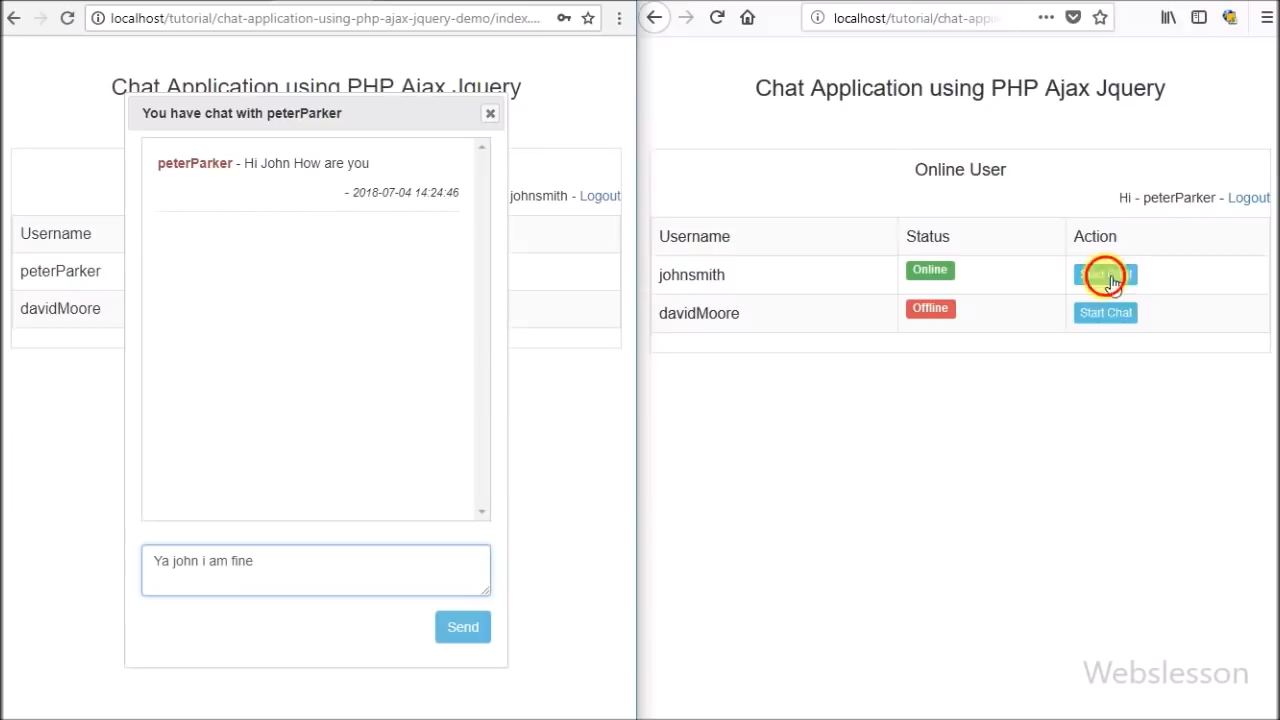 localhost/tutorial/chat-application-using-php-ajax-jquery-demo/index....
Chat Application using PHP Ajax Jquery
You have chat with peterParker
peterParker - Hi John How are you
- 2018-07-04 14:24:46
johnsmith - Logout
Username
peterParker
davidMoore
Ya john i am fine
Send
localhost/tutorial/chat-appli
Chat Application using PHP Ajax Jquery
Online User
Hi - peterParker - Logout
Username Status Action
johnsmith Online
davidMoore Offline Start Chat
Webslesson